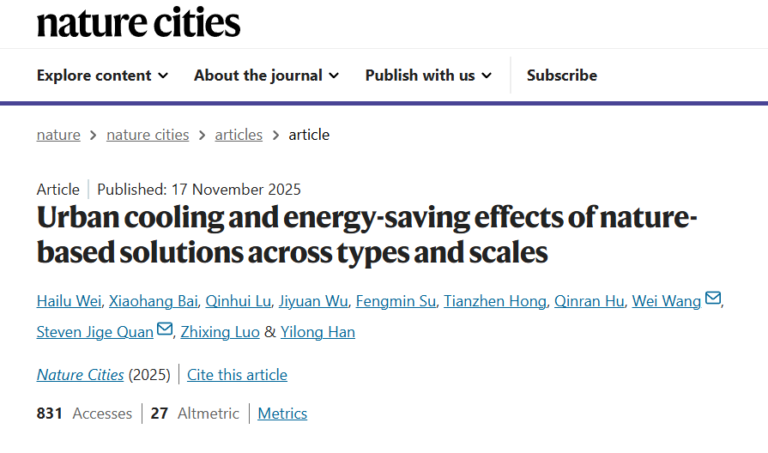 nature cities
Explore content About the journal Publish with us Subscribe
nature > nature cities > articles > article
Article | Published: 17 November 2025
Urban cooling and energy-saving effects of nature-
based solutions across types and scales
Hailu Wei, Xiaohang Bai, Qinhui Lu, Jiyuan Wu, Fengmin Su, Tianzhen Hong, Qinran Hu, Wei Wang,
Steven Jige Quan, Zhixing Luo & Yilong Han
Nature Cities (2025) | Cite this article
831 Accesses | 27 Altmetric | Metrics